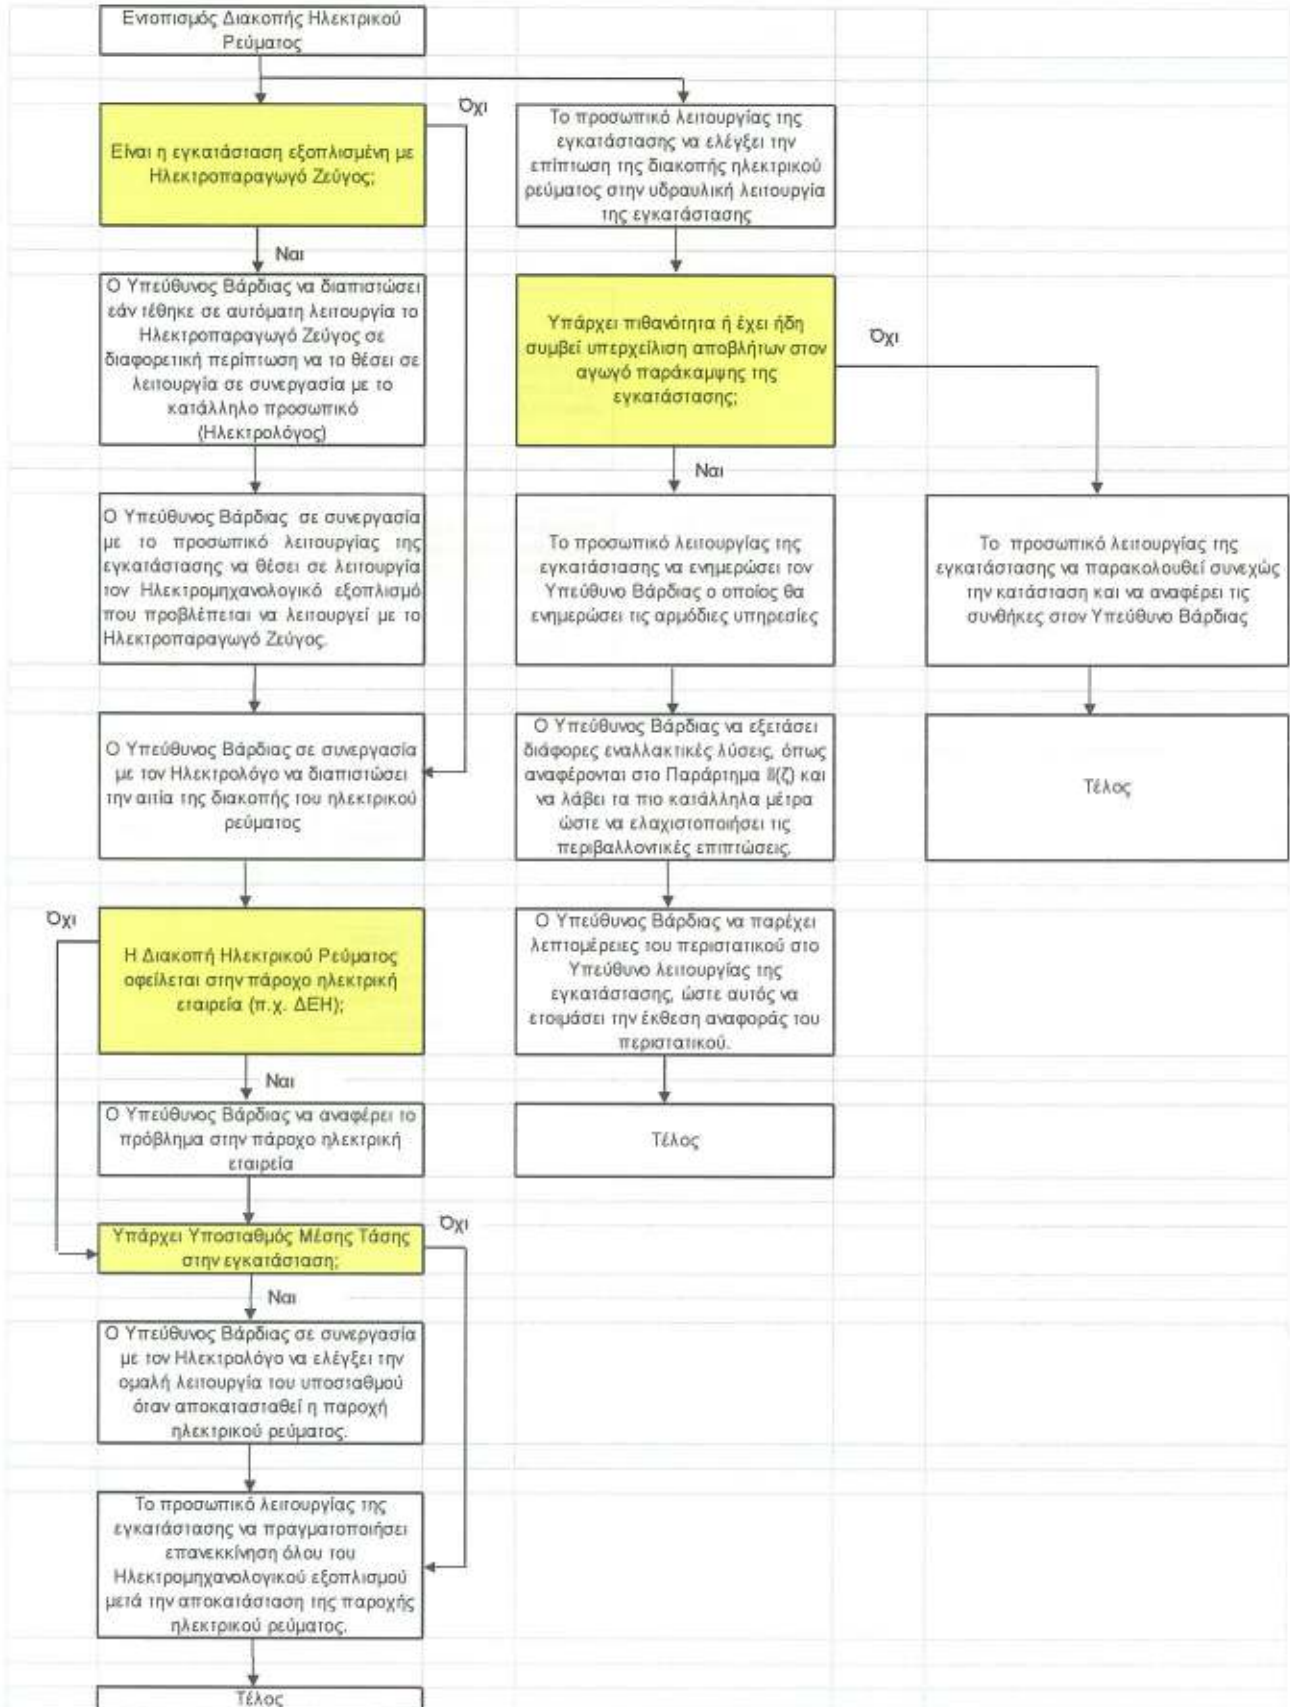 Εντοπισμός Διακοπής Ηλεκτρικού
Ρεύματος
Είναι η εγκατάσταση εξοπλισμένη με
Ηλεκτροπαραγωγό Ζεύγος;
Όχι
Ναι
Ο Υπεύθυνος Βάρδιας να διαπιστώσει
εάν τέθηκε σε αυτόματη λειτουργία το
Ηλεκτροπαραγωγό Ζεύγος σε
διαφορετική περίπτωση να το θέσει σε
λειτουργία σε συνεργασία με το
κατάλληλο προσωπικό
(Ηλεκτρολόγος)
Ο Υπεύθυνος Βάρδιας σε συνεργασία
με το προσωπικό λειτουργίας της
εγκατάστασης να θέσει σε λειτουργία
τον Ηλεκτρομηχανολογικό εξοπλισμό
που προβλέπεται να λειτουργεί με το
Ηλεκτροπαραγωγό Ζεύγος.
Ο Υπεύθυνος Βάρδιας σε συνεργασία
με τον Ηλεκτρολόγο να διαπιστώσει
την αιτία της διακοπής του ηλεκτρικού
ρεύματος
Όχι
Η Διακοπή Ηλεκτρικού Ρεύματος
οφείλεται στην πάροχο ηλεκτρική
εταιρεία (π.χ. ΔΕΗ);
Ναι
Ο Υπεύθυνος Βάρδιας να αναφέρει το
πρόβλημα στην πάροχο ηλεκτρική
εταιρεία
Υπάρχει Υποσταθμός Μέσης Τάσης
στην εγκατάσταση;
Όχι
Ναι
Ο Υπεύθυνος Βάρδιας σε συνεργασία
με τον Ηλεκτρολόγο να ελέγξει την
ομαλή λειτουργία του υποσταθμού
όταν αποκατασταθεί η παροχή
ηλεκτρικού ρεύματος.
Το προσωπικό λειτουργίας της
εγκατάστασης να πραγματοποιήσει
επανεκκίνηση όλου του
Ηλεκτρομηχανολογικού εξοπλισμού
μετά την αποκατάσταση της παροχής
ηλεκτρικού ρεύματος.
Τέλος
Το προσωπικό λειτουργίας της
εγκατάστασης να ελέγξει την
επίπτωση της διακοπής ηλεκτρικού
ρεύματος στην υδραυλική λειτουργία
της εγκατάστασης
Υπάρχει πιθανότητα ή έχει ήδη
συμβεί υπερχείλιση αποβλήτων στον
αγωγό παράκαμψης της
εγκατάστασης;
Όχι
Ναι
Το προσωπικό λειτουργίας της
εγκατάστασης να ενημερώσει τον
Υπεύθυνο Βάρδιας ο οποίος θα
ενημερώσει τις αρμόδιες υπηρεσίες
Ο Υπεύθυνος Βάρδιας να εξετάσει
διάφορες εναλλακτικές λύσεις, όπως
αναφέρονται στο Παράρτημα ΙΙ(ζ) και
να λάβει τα πιο κατάλληλα μέτρα
ώστε να ελαχιστοποιήσει τις
περιβαλλοντικές επιπτώσεις.
Ο Υπεύθυνος Βάρδιας να παρέχει
λεπτομέρειες του περιστατικού στο
Υπεύθυνο λειτουργίας της
εγκατάστασης, ώστε αυτός να
ετοιμάσει την έκθεση αναφοράς του
περιστατικού.
Τέλος
Το προσωπικό λειτουργίας της
εγκατάστασης να παρακολουθεί συνεχώς
την κατάσταση και να αναφέρει τις
συνθήκες στον Υπεύθυνο Βάρδιας
Τέλος